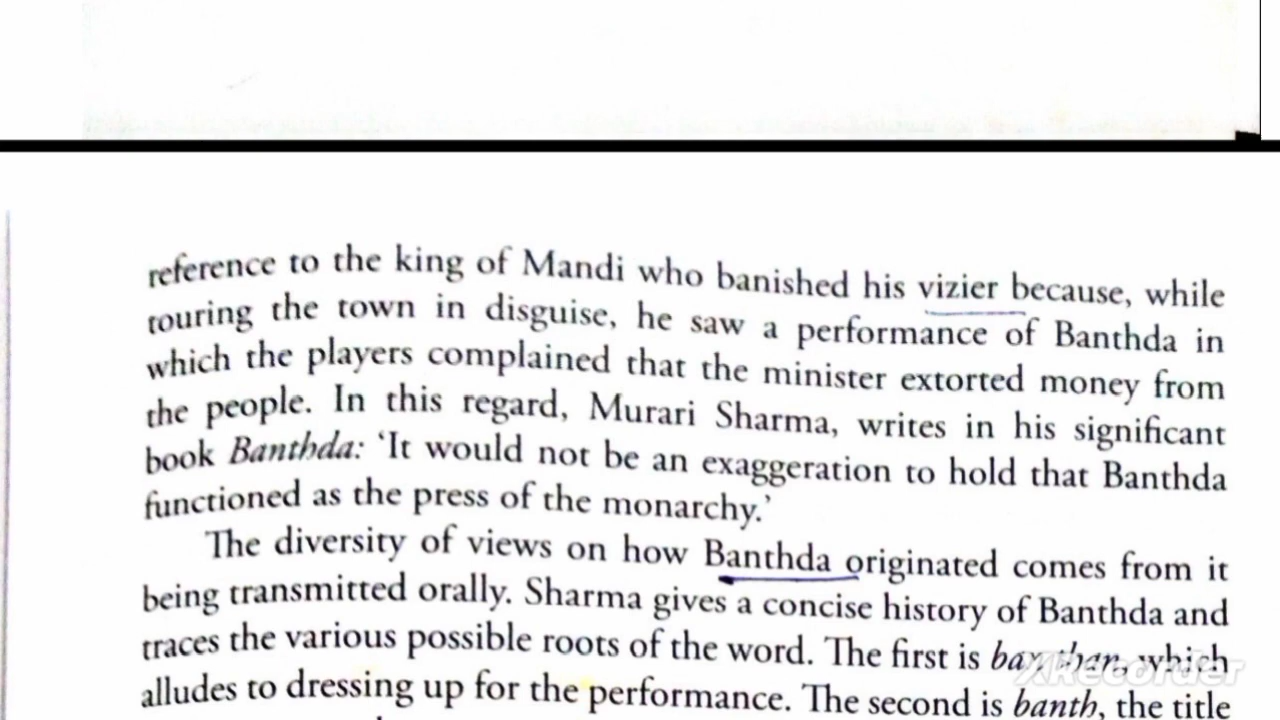 reference to the king of Mandi who banished his vizier because, while
touring the town in disguise, he saw a performance of Banthda in
which the players complained that the minister extorted money from
the people. In this regard, Murari Sharma, writes in his significant
book Banthda: ‘It would not be an exaggeration to hold that Banthda
functioned as the press of the monarchy.’
The diversity of views on how Banthda originated comes from it
being transmitted orally. Sharma gives a concise history of Banthda and
traces the various possible roots of the word. The first is ban than, which
XRecorder
alludes to dressing up for the performance. The second is banth, the title